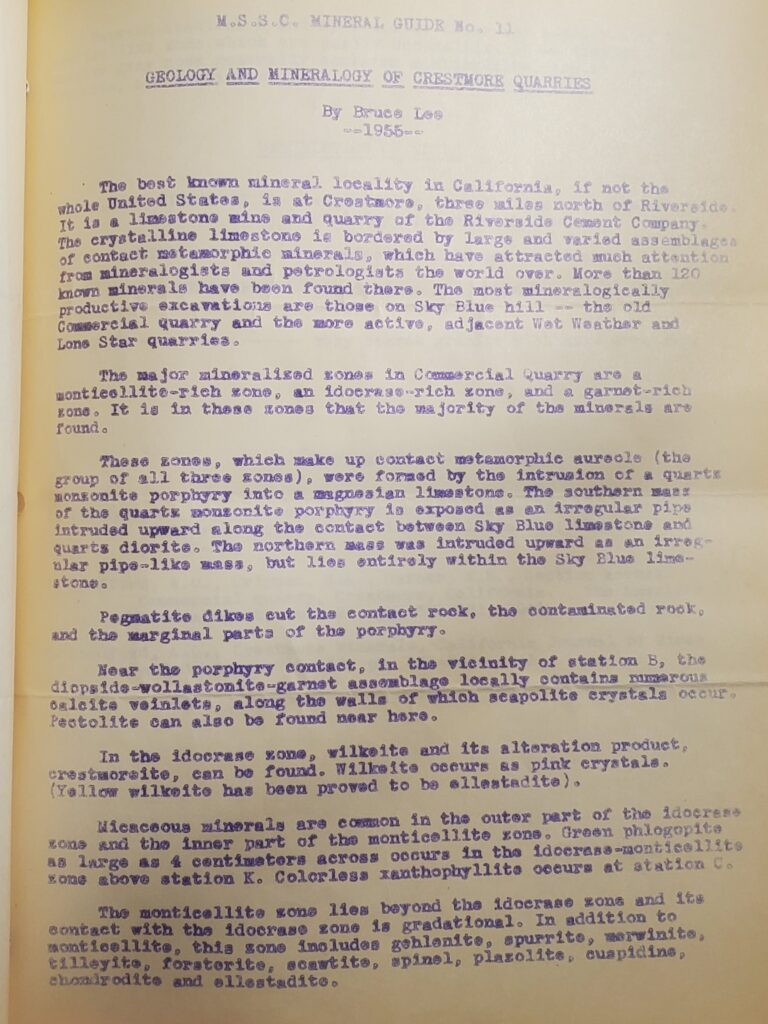 M.S.S.C. MINERAL GUIDE No. 11
GEOLOGY AND MINERALOGY OF CRESTMORE QUARRIES
By Bruce Lee
--1955--
The best known mineral locality in California, if not the
whole United States, is at Crestmore, three miles north of Riverside.
It is a limestone mine and quarry of the Riverside Cement Company.
The crystalline limestone is bordered by large and varied assemblages
of contact metamorphic minerals, which have attracted much attention
from mineralogists and petrologists the world over. More than 120
known minerals have been found there. The most mineralogically
productive excavations are those on Sky Blue hill -- the old
Commercial quarry and the more active, adjacent Wet Weather and
Lone Star quarries.
The major mineralized zones in Commercial Quarry are a
monticellite-rich zone, an idocrase-rich zone, and a garnet-rich
zone. It is in these zones that the majority of the minerals are
found.
These zones, which make up contact metamorphic aureole (the
group of all three zones), were formed by the intrusion of a quartz
monzonite porphyry into a magnesian limestone. The southern mass
of the quartz monzonite porphyry is exposed as an irregular pipe
intruded upward along the contact between Sky Blue limestone and
quartz diorite. The northern mass was intruded upward as an irreg-
ular pipe-like mass, but lies entirely within the Sky Blue lime-
stone.
Pegmatite dikes cut the contact rock, the contaminated rock,
and the marginal parts of the porphyry.
Near the porphyry contact, in the vicinity of station B, the
diopside-wollastonite-garnet assemblage locally contains numerous
calcite veinlets, along the walls of which scapolite crystals occur.
Pectolite can also be found near here.
In the idocrase zone, wilkeite and its alteration product,
crestmoreite, can be found. Wilkeite occurs as pink crystals.
(Yellow wilkeite has been proved to be ellestadite).
Micaceous minerals are common in the outer part of the idocrase
zone and the inner part of the monticellite zone. Green phlogopite
as large as 4 centimeters across occurs in the idocrase-monticellite
zone above station K. Colorless xanthophyllite occurs at station C.
The monticellite zone lies beyond the idocrase zone and its
contact with the idocrase zone is gradational. In addition to
monticellite, this zone includes gehlenite, spurrite, merwinite,
tilleyite, forsterite, scawtite, spinel, plazolite, cuspidine,
chondrodite and ellestadite.